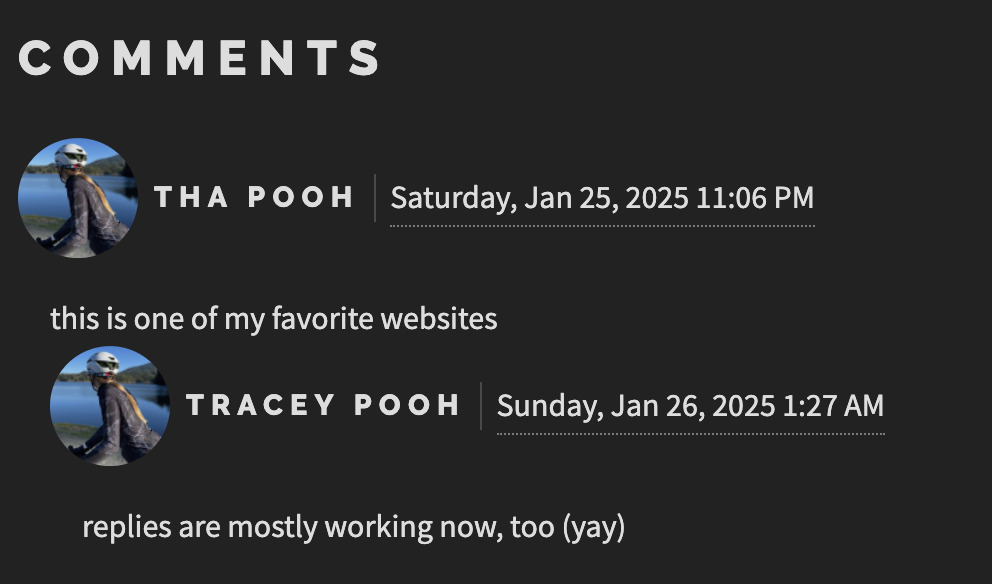 COMMENTS
THA POOH
Saturday, Jan 25, 2025 11:06 PM
this is one of my favorite websites
TRACEY POOH
Sunday, Jan 26, 2025 1:27 AM
replies are mostly working now, too (yay)